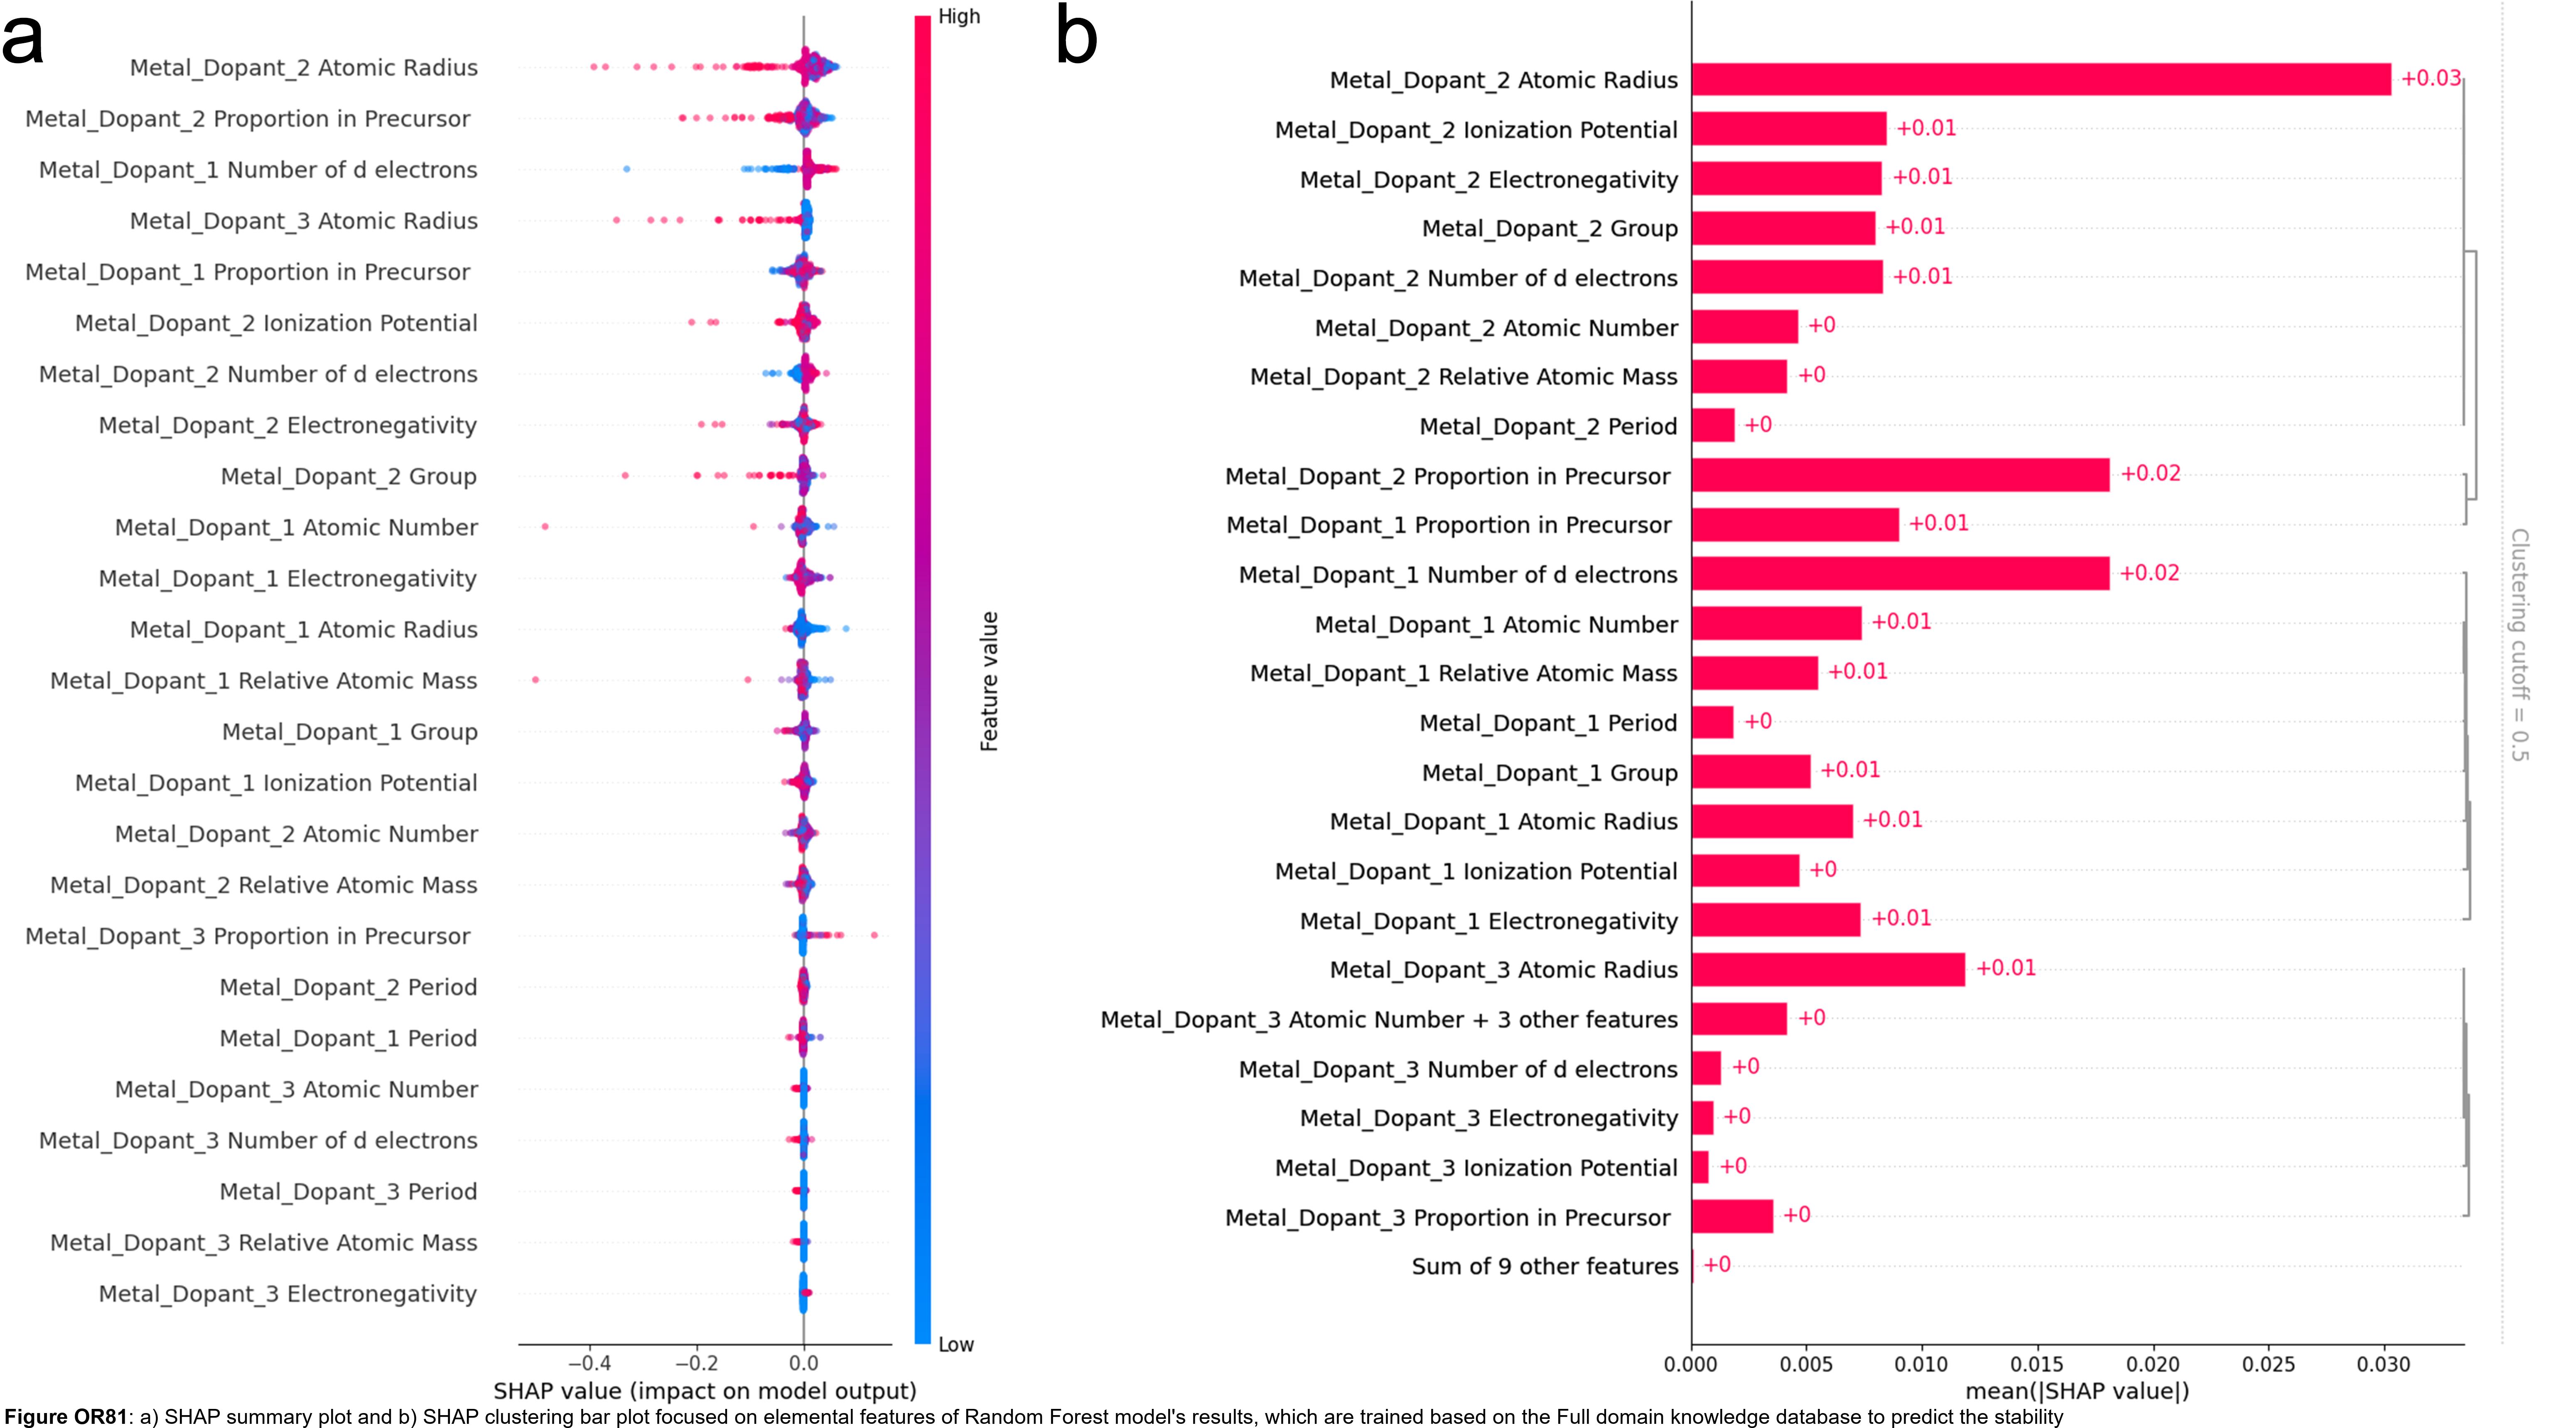 a
High
Metal_Dopant_2 Atomic Radius
Metal_Dopant_2 Proportion in Precursor
Metal_Dopant_1 Number of d electrons
Metal_Dopant_3 Atomic Radius
Metal_Dopant_1 Proportion in Precursor
Metal_Dopant_2 Ionization Potential
Metal_Dopant_2 Number of d electrons
Metal_Dopant_2 Electronegativity
Metal_Dopant_2 Group
Metal_Dopant_1 Atomic Number
Metal_Dopant_1 Electronegativity
Metal_Dopant_1 Atomic Radius
Metal_Dopant_1 Relative Atomic Mass
Metal_Dopant_1 Group
Metal_Dopant_1 Ionization Potential
Metal_Dopant_2 Atomic Number
Metal_Dopant_2 Relative Atomic Mass
Metal_Dopant_3 Proportion in Precursor
Metal_Dopant_2 Period
Metal_Dopant_1 Period
Metal_Dopant_3 Atomic Number
Metal_Dopant_3 Number of d electrons
Metal_Dopant_3 Period
Metal_Dopant_3 Relative Atomic Mass
Metal_Dopant_3 Electronegativity
Feature value
Low
−0.4 −0.2 0.0
SHAP value (impact on model output)
b
Metal_Dopant_2 Atomic Radius +0.03
Metal_Dopant_2 Ionization Potential +0.01
Metal_Dopant_2 Electronegativity +0.01
Metal_Dopant_2 Group +0.01
Metal_Dopant_2 Number of d electrons +0.01
Metal_Dopant_2 Atomic Number +0
Metal_Dopant_2 Relative Atomic Mass +0
Metal_Dopant_2 Period +0
Metal_Dopant_2 Proportion in Precursor +0.02
Metal_Dopant_1 Proportion in Precursor +0.01
Metal_Dopant_1 Number of d electrons +0.02
Metal_Dopant_1 Atomic Number +0.01
Metal_Dopant_1 Relative Atomic Mass +0.01
Metal_Dopant_1 Period +0
Metal_Dopant_1 Group +0.01
Metal_Dopant_1 Atomic Radius +0.01
Metal_Dopant_1 Ionization Potential +0
Metal_Dopant_1 Electronegativity +0.01
Metal_Dopant_3 Atomic Radius +0.01
Metal_Dopant_3 Atomic Number + 3 other features +0
Metal_Dopant_3 Number of d electrons +0
Metal_Dopant_3 Electronegativity +0
Metal_Dopant_3 Ionization Potential +0
Metal_Dopant_3 Proportion in Precursor +0
Sum of 9 other features +0
Clustering cutoff = 0.5
0.000 0.005 0.010 0.015 0.020 0.025 0.030
mean(|SHAP value|)
Figure OR81: a) SHAP summary plot and b) SHAP clustering bar plot focused on elemental features of Random Forest model's results, which are trained based on the Full domain knowledge database to predict the stability